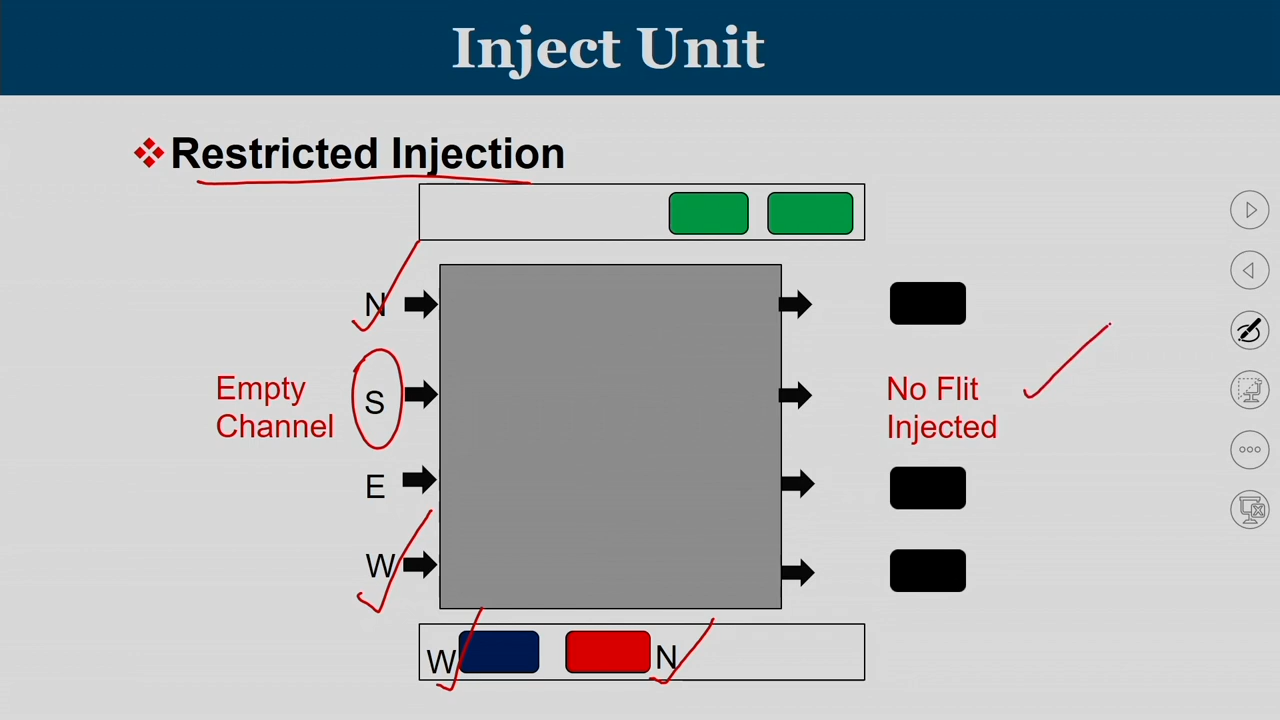 Inject Unit
Restricted Injection
N
Empty
Channel
S
No Flit
Injected
E
W
W
N